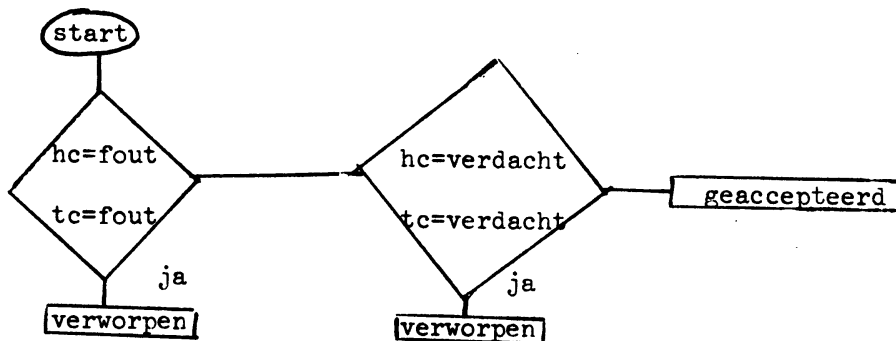 start
hc=fout
tc=fout
ja
verworpen
hc=verdacht
tc=verdacht
ja
verworpen
geaccepteerd